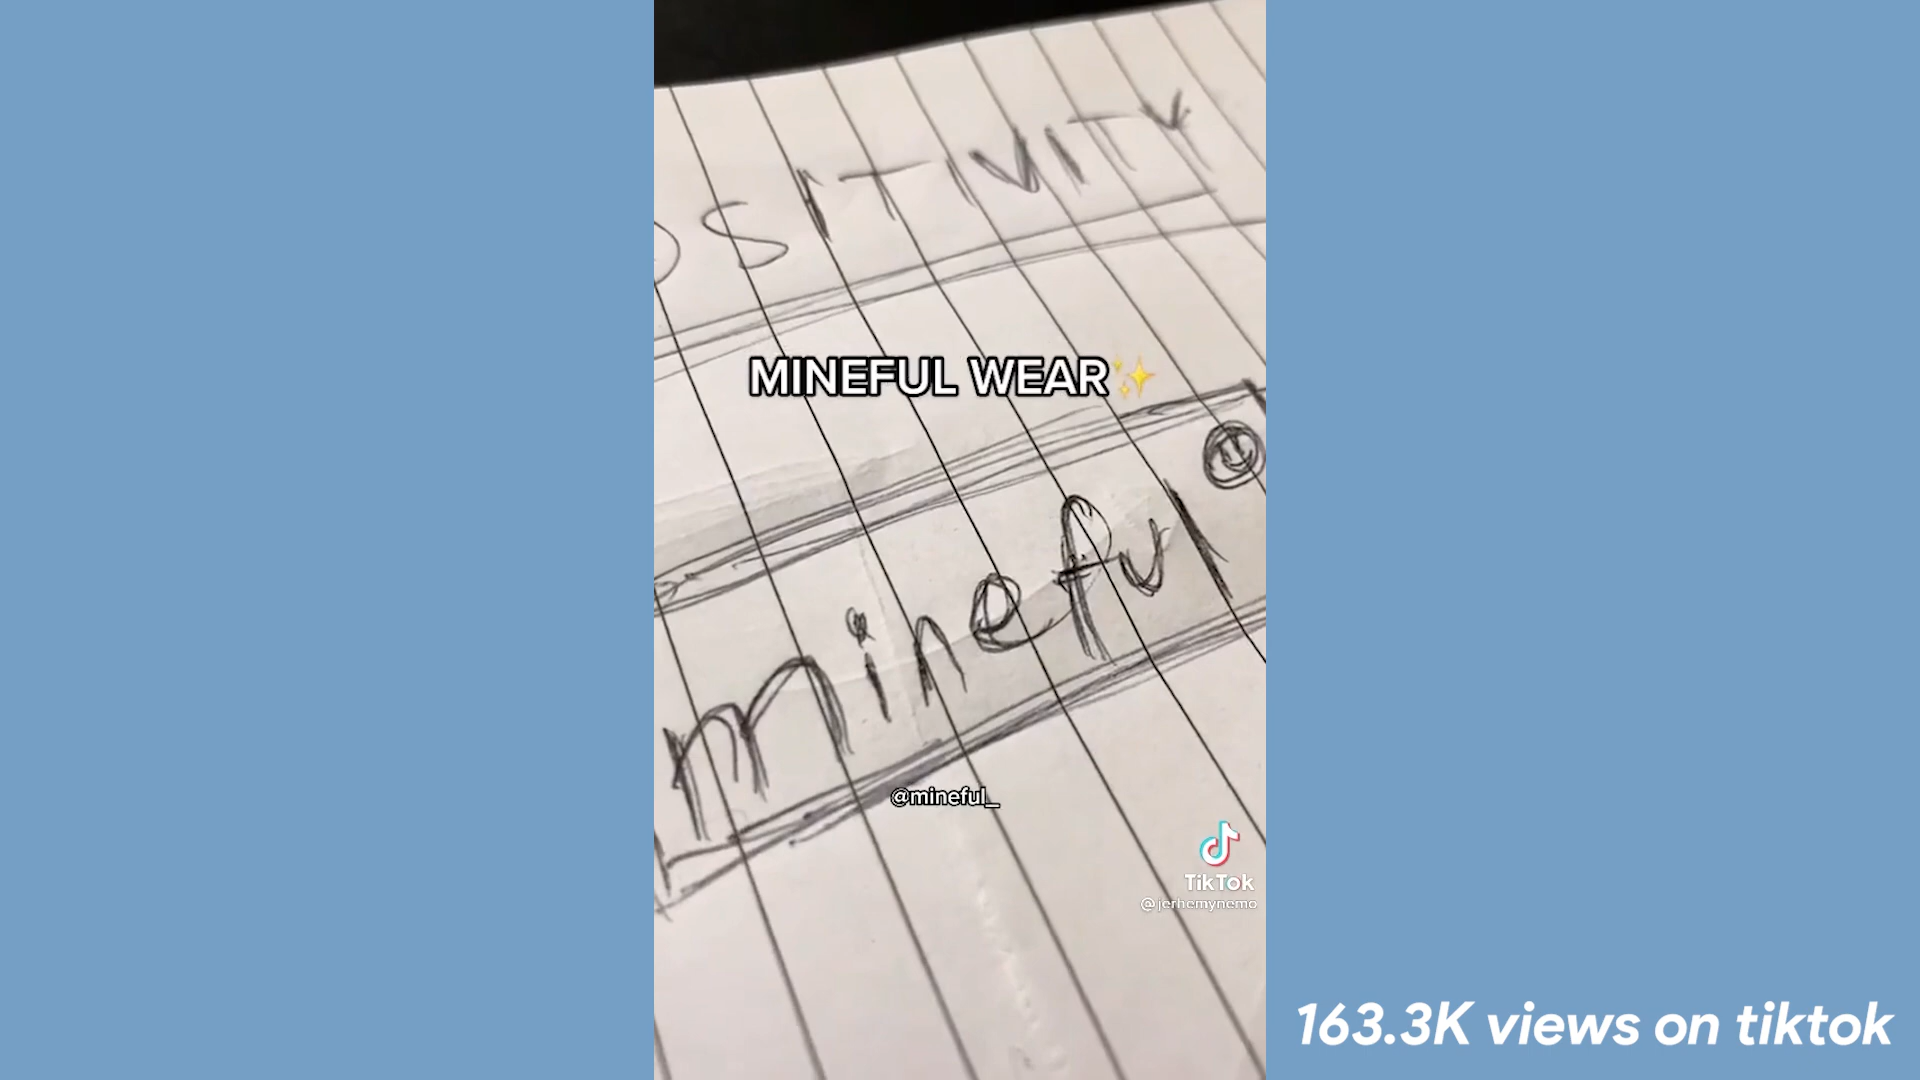 OSITIVITY
MINEFUL WEAR✨
mineful
@mineful_
TikTok
@jerhemynemo
163.3K views on tiktok